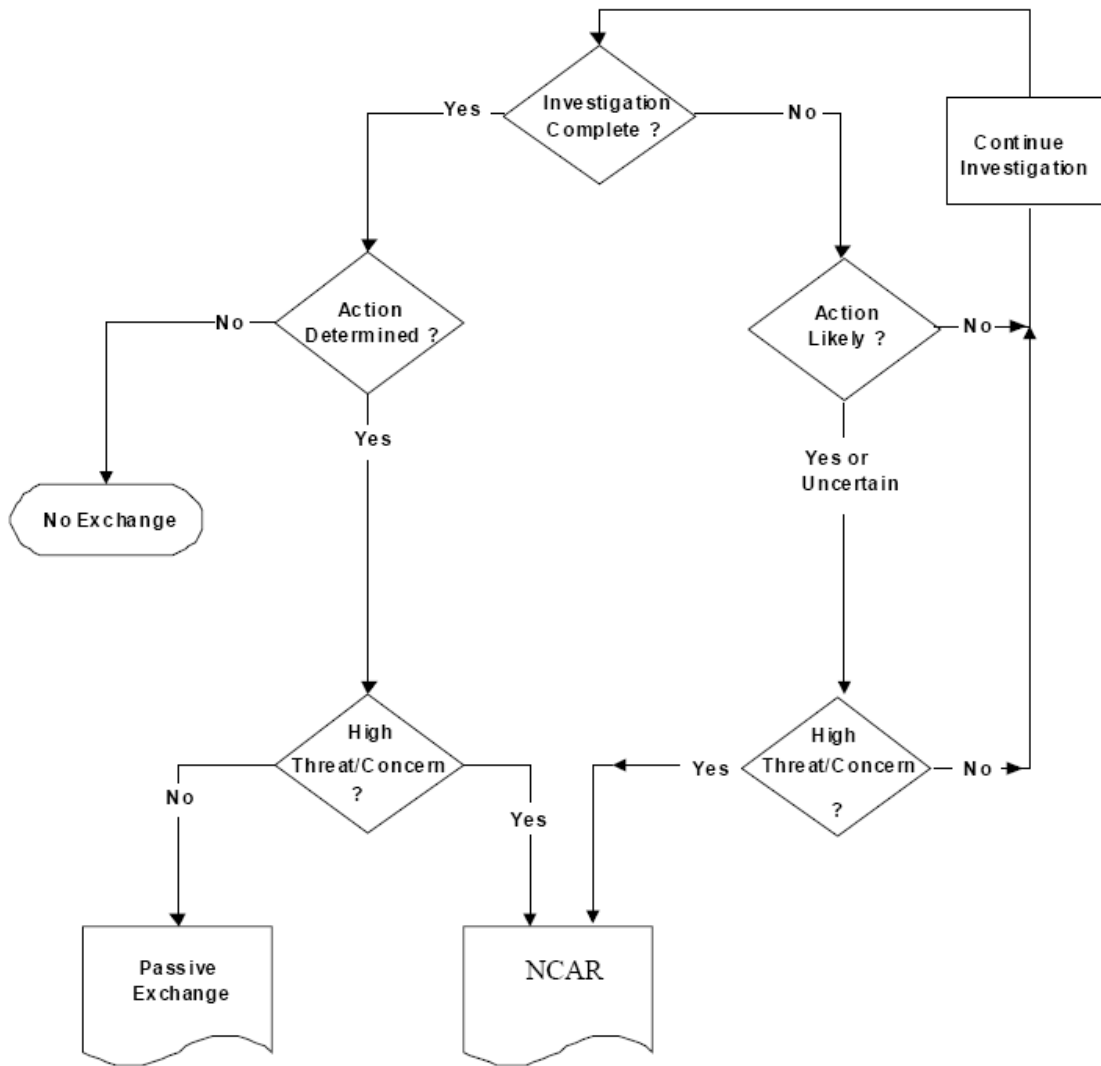 Investigation
Complete ?
Yes
No
Continue
Investigation
Action
Determined ?
No
Yes
Action
Likely ?
No
Yes or
Uncertain
No Exchange
High
Threat/Concern
?
No
Yes
High
Threat/Concern
?
Yes
No
Passive
Exchange
NCAR